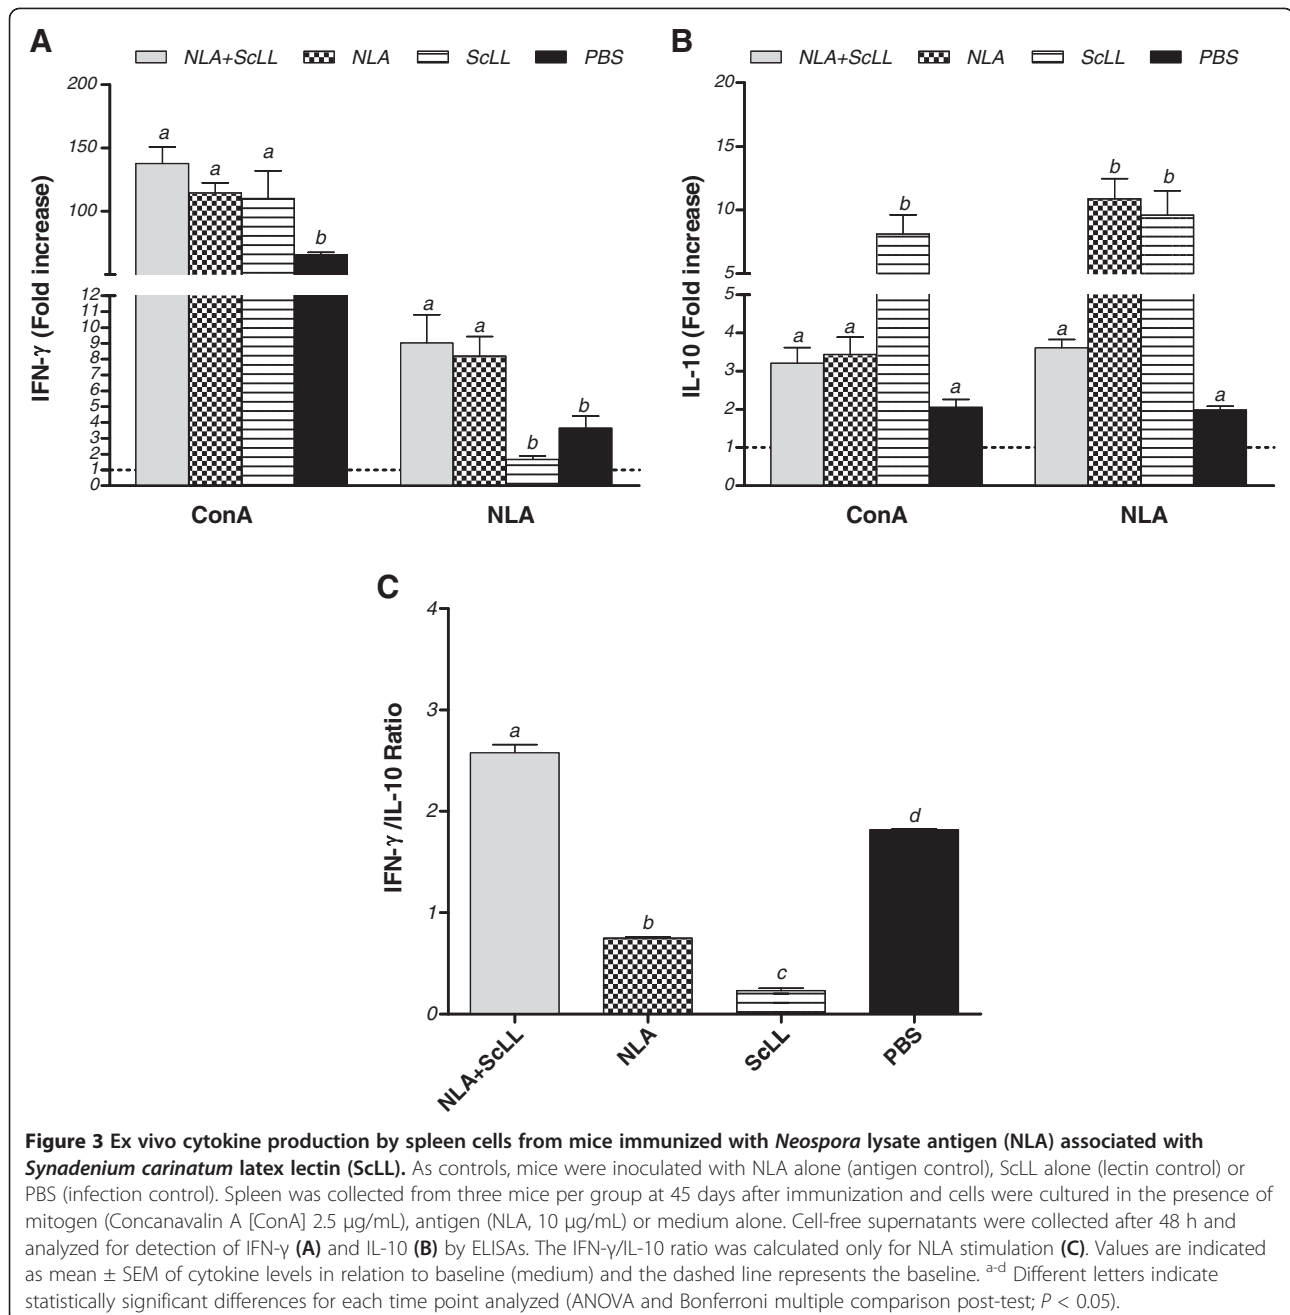 A
NLA+ScLL NLA ScLL PBS
IFN-γ (Fold increase)
200
150
100
12
11
10
9
8
7
6
5
4
3
2
1
0
a
a
a
b
a
a
b
b
ConA NLA
B
NLA+ScLL NLA ScLL PBS
IL-10 (Fold increase)
20
15
10
5
5
4
3
2
1
0
a
a
b
a
a
b
b
a
ConA NLA
C
IFN-γ/IL-10 Ratio
4
3
2
1
0
a
b
c
d
NLA+ScLL
NLA
ScLL
PBS
Figure 3 Ex vivo cytokine production by spleen cells from mice immunized with Neospora lysate antigen (NLA) associated with
Synadenium carinatum latex lectin (ScLL). As controls, mice were inoculated with NLA alone (antigen control), ScLL alone (lectin control) or
PBS (infection control). Spleen was collected from three mice per group at 45 days after immunization and cells were cultured in the presence of
mitogen (Concanavalin A [ConA] 2.5 μg/mL), antigen (NLA, 10 μg/mL) or medium alone. Cell-free supernatants were collected after 48 h and
analyzed for detection of IFN-γ (A) and IL-10 (B) by ELISAs. The IFN-γ/IL-10 ratio was calculated only for NLA stimulation (C). Values are indicated
as mean ± SEM of cytokine levels in relation to baseline (medium) and the dashed line represents the baseline. a-d Different letters indicate
statistically significant differences for each time point analyzed (ANOVA and Bonferroni multiple comparison post-test; P < 0.05).